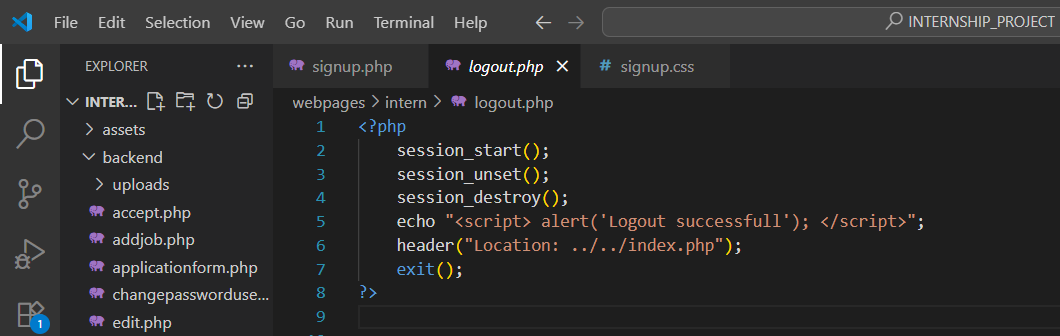 File Edit Selection View Go Run Terminal Help INTERNSHIP_PROJECT
EXPLORER ...
signup.php logout.php signup.css
INTER...
webpages > intern > logout.php
assets
backend
uploads
accept.php
addjob.php
applicationform.php
changepassworduse...
edit.php
1
1 <?php
2 session_start();
3 session_unset();
4 session_destroy();
5 echo "<script> alert('Logout successfull'); </script>";
6 header("Location: ../../index.php");
7 exit();
8 ?>
9